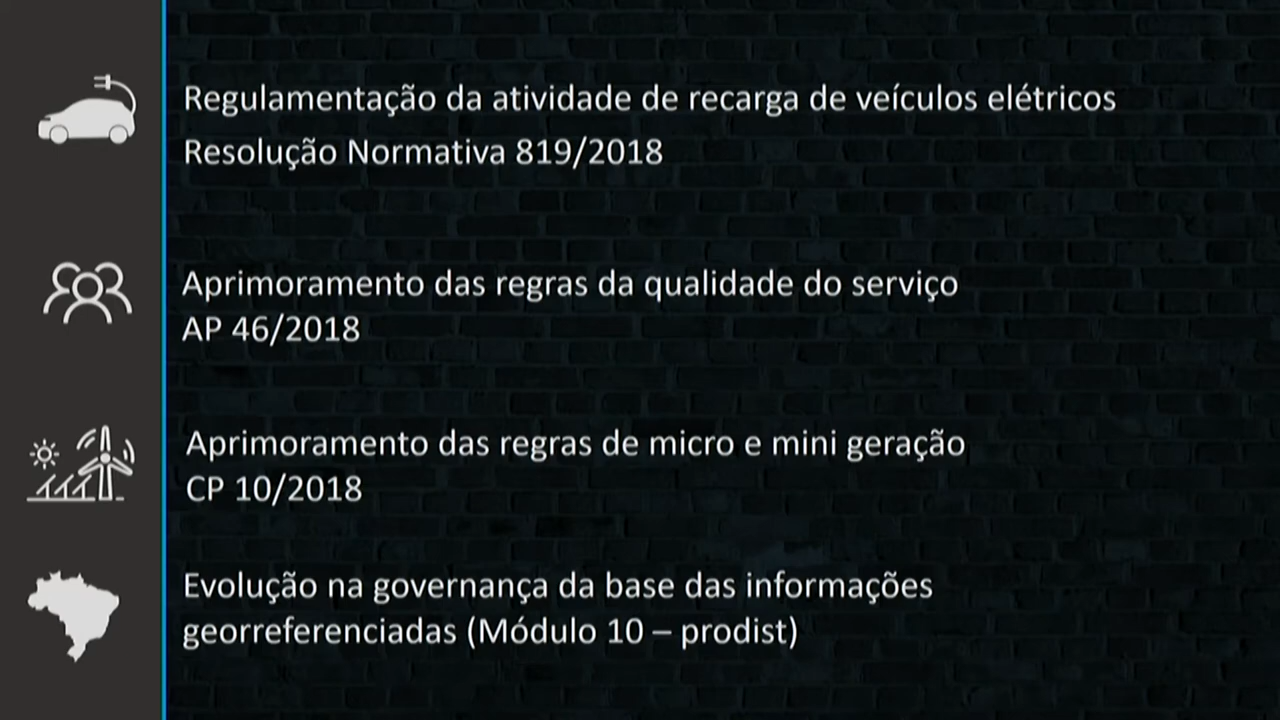 Regulamentação da atividade de recarga de veículos elétricos
Resolução Normativa 819/2018
Aprimoramento das regras da qualidade do serviço
AP 46/2018
Aprimoramento das regras de micro e mini geração
CP 10/2018
Evolução na governança da base das informações
georreferenciadas (Módulo 10 – prodist)